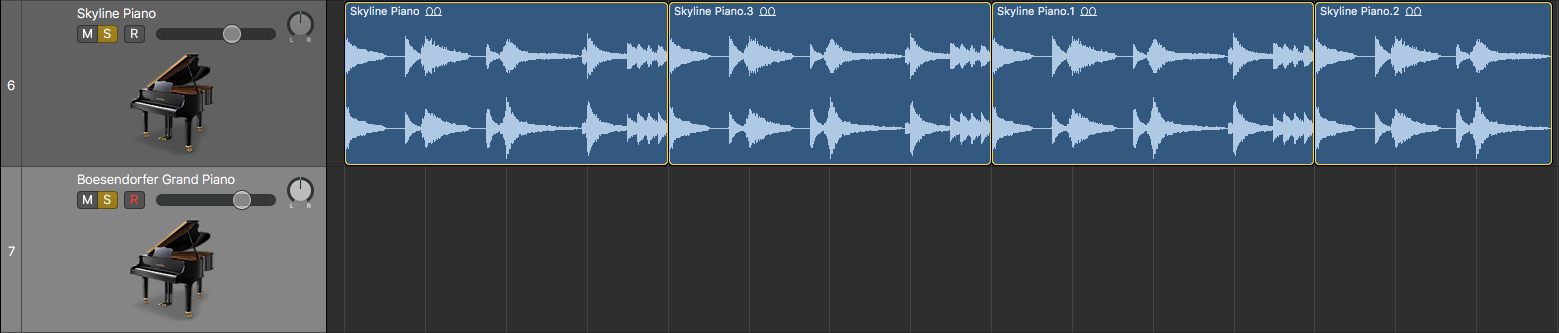 Skyline Piano
M S R
L R
6
Skyline Piano
Skyline Piano.3
Skyline Piano.1
Skyline Piano.2
Boesendorfer Grand Piano
M S R
L R
7